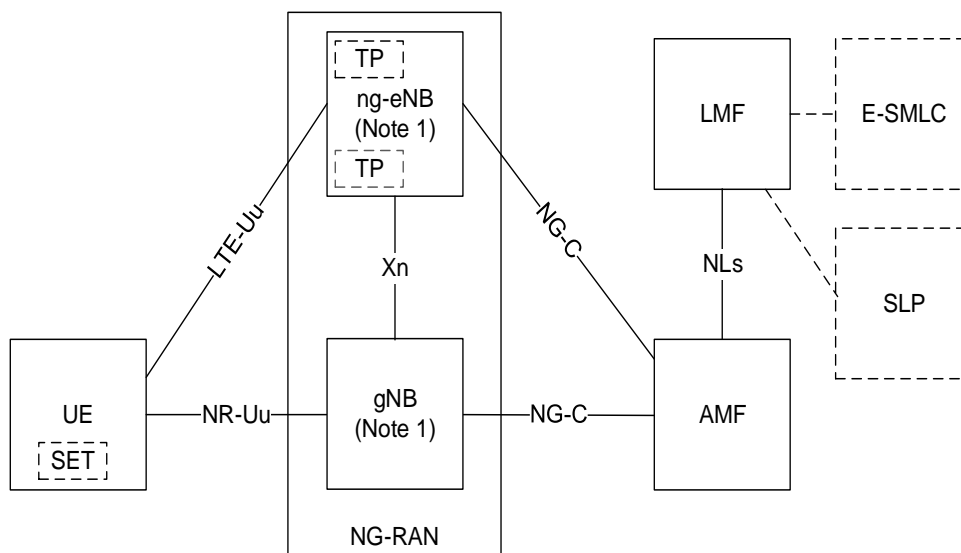 TP
ng-eNB
(Note 1)
TP
LMF
E-SMLC
LTE-Uu
NG-C
Xn
NLs
SLP
UE
SET
NR-Uu
gNB
(Note 1)
NG-C
AMF
NG-RAN